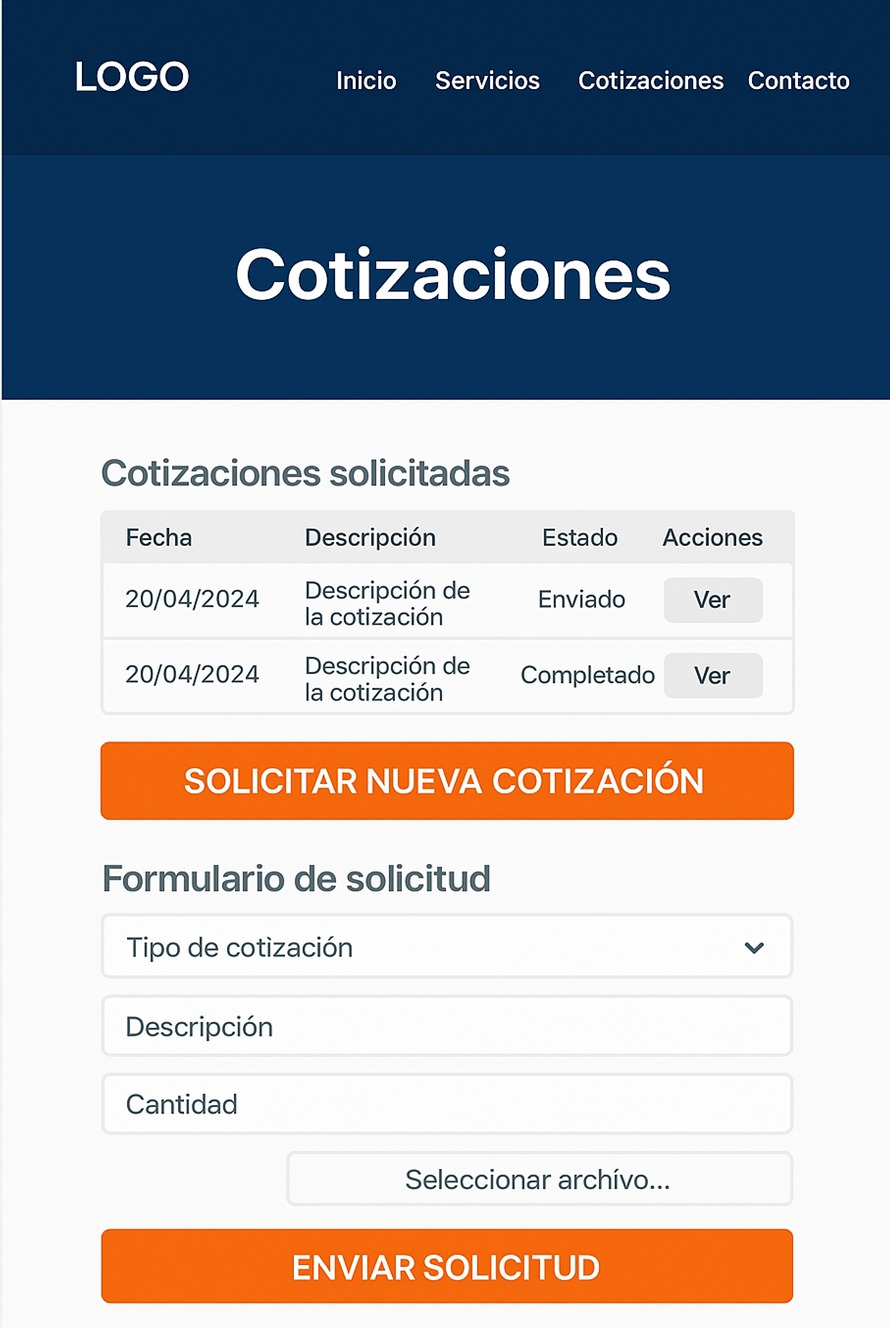 LOGO Inicio Servicios Cotizaciones Contacto
Cotizaciones
Cotizaciones solicitadas
Fecha Descripción Estado Acciones
20/04/2024 Descripción de la cotización Enviado Ver
20/04/2024 Descripción de la cotización Completado Ver
SOLICITAR NUEVA COTIZACIÓN
Formulario de solicitud
Tipo de cotìzación
Descripción
Cantidad
Seleccionar archívo...
ENVIAR SOLICITUD